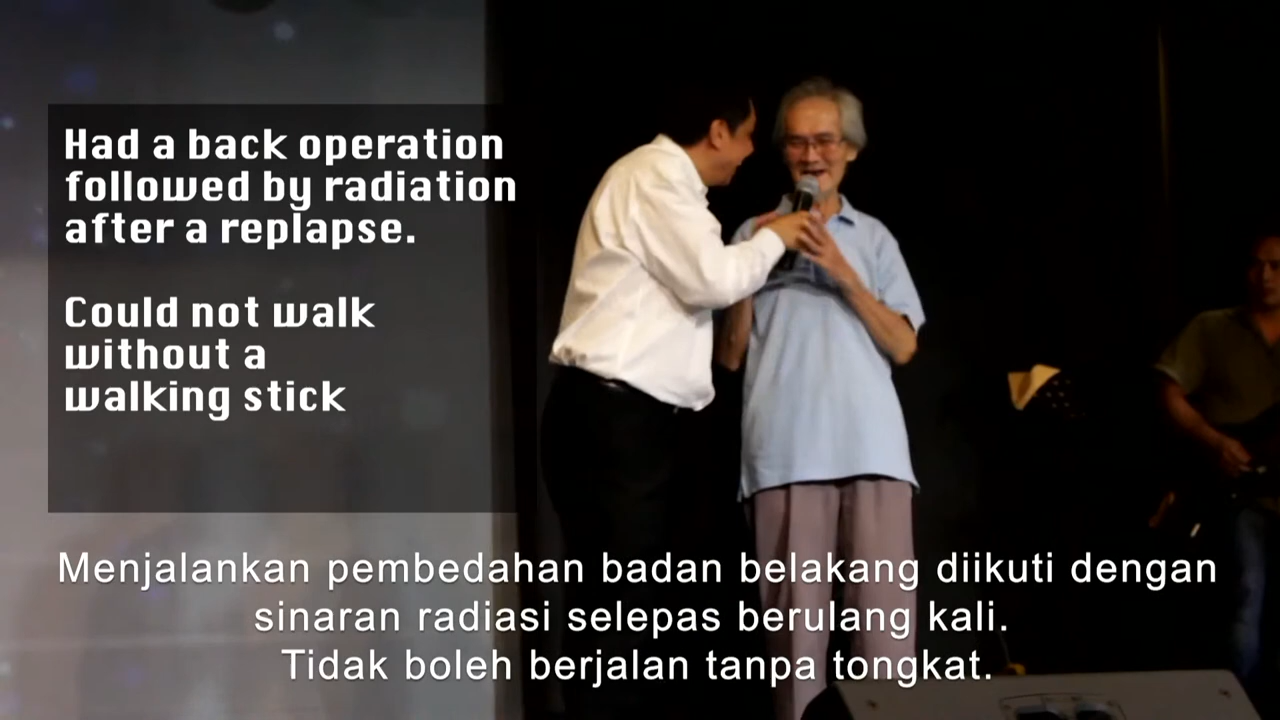 Had a back operation
followed by radiation
after a replapse.
Could not walk
without a
walking stick
Menjalankan pembedahan badan belakang diikuti dengan
sinaran radiasi selepas berulang kali.
Tidak boleh berjalan tanpa tongkat.